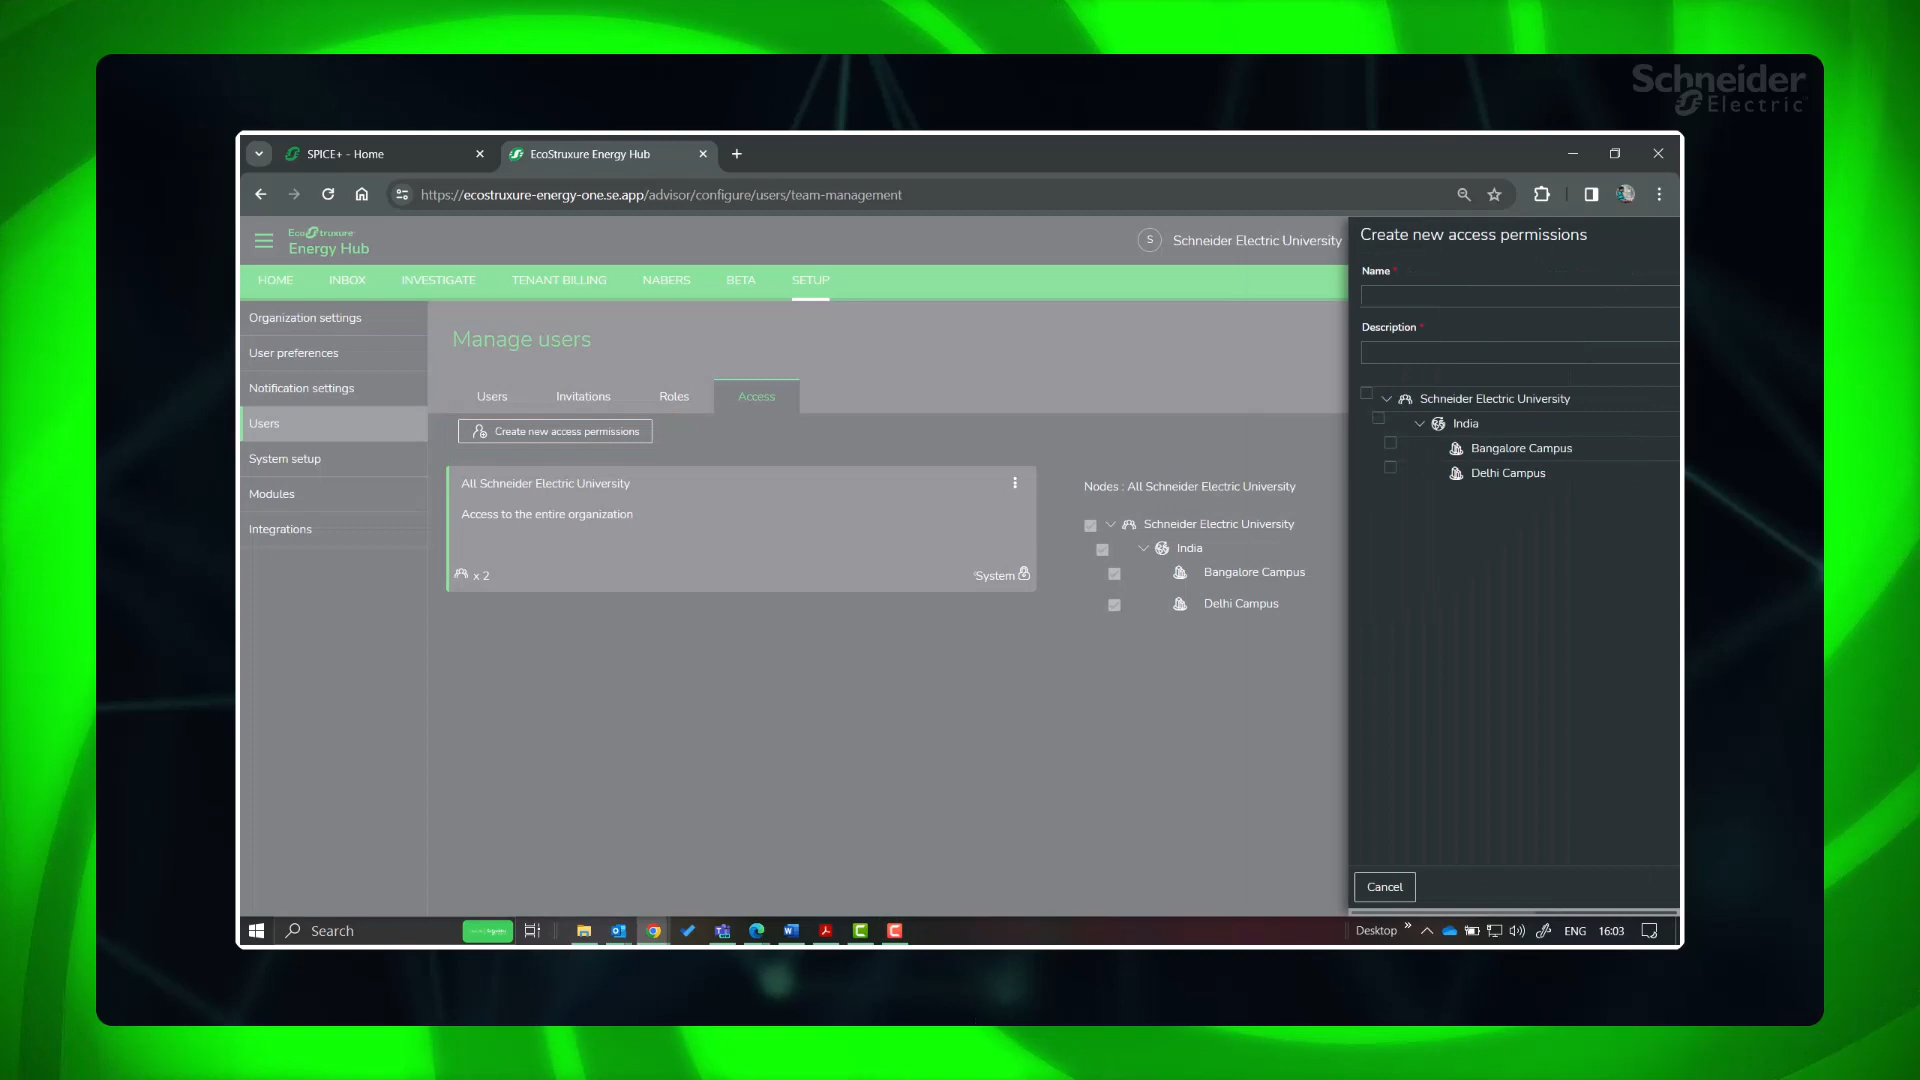 Schneider
Electric
SPICE+ - Home
EcoStruxure Energy Hub
https://ecostruxure-energy-one.se.app/advisor/configure/users/team-management
EcoStruxure
Energy Hub
S
Schneider Electric University
HOME
INBOX
INVESTIGATE
TENANT BILLING
NABERS
BETA
SETUP
Organization settings
User preferences
Notification settings
Users
System setup
Modules
Integrations
Manage users
Users
Invitations
Roles
Access
Create new access permissions
All Schneider Electric University
Access to the entire organization
x 2
System
Nodes : All Schneider Electric University
Schneider Electric University
India
Bangalore Campus
Delhi Campus
Create new access permissions
Name *
Description *
Schneider Electric University
India
Bangalore Campus
Delhi Campus
Cancel
Search
Desktop
ENG
16:03